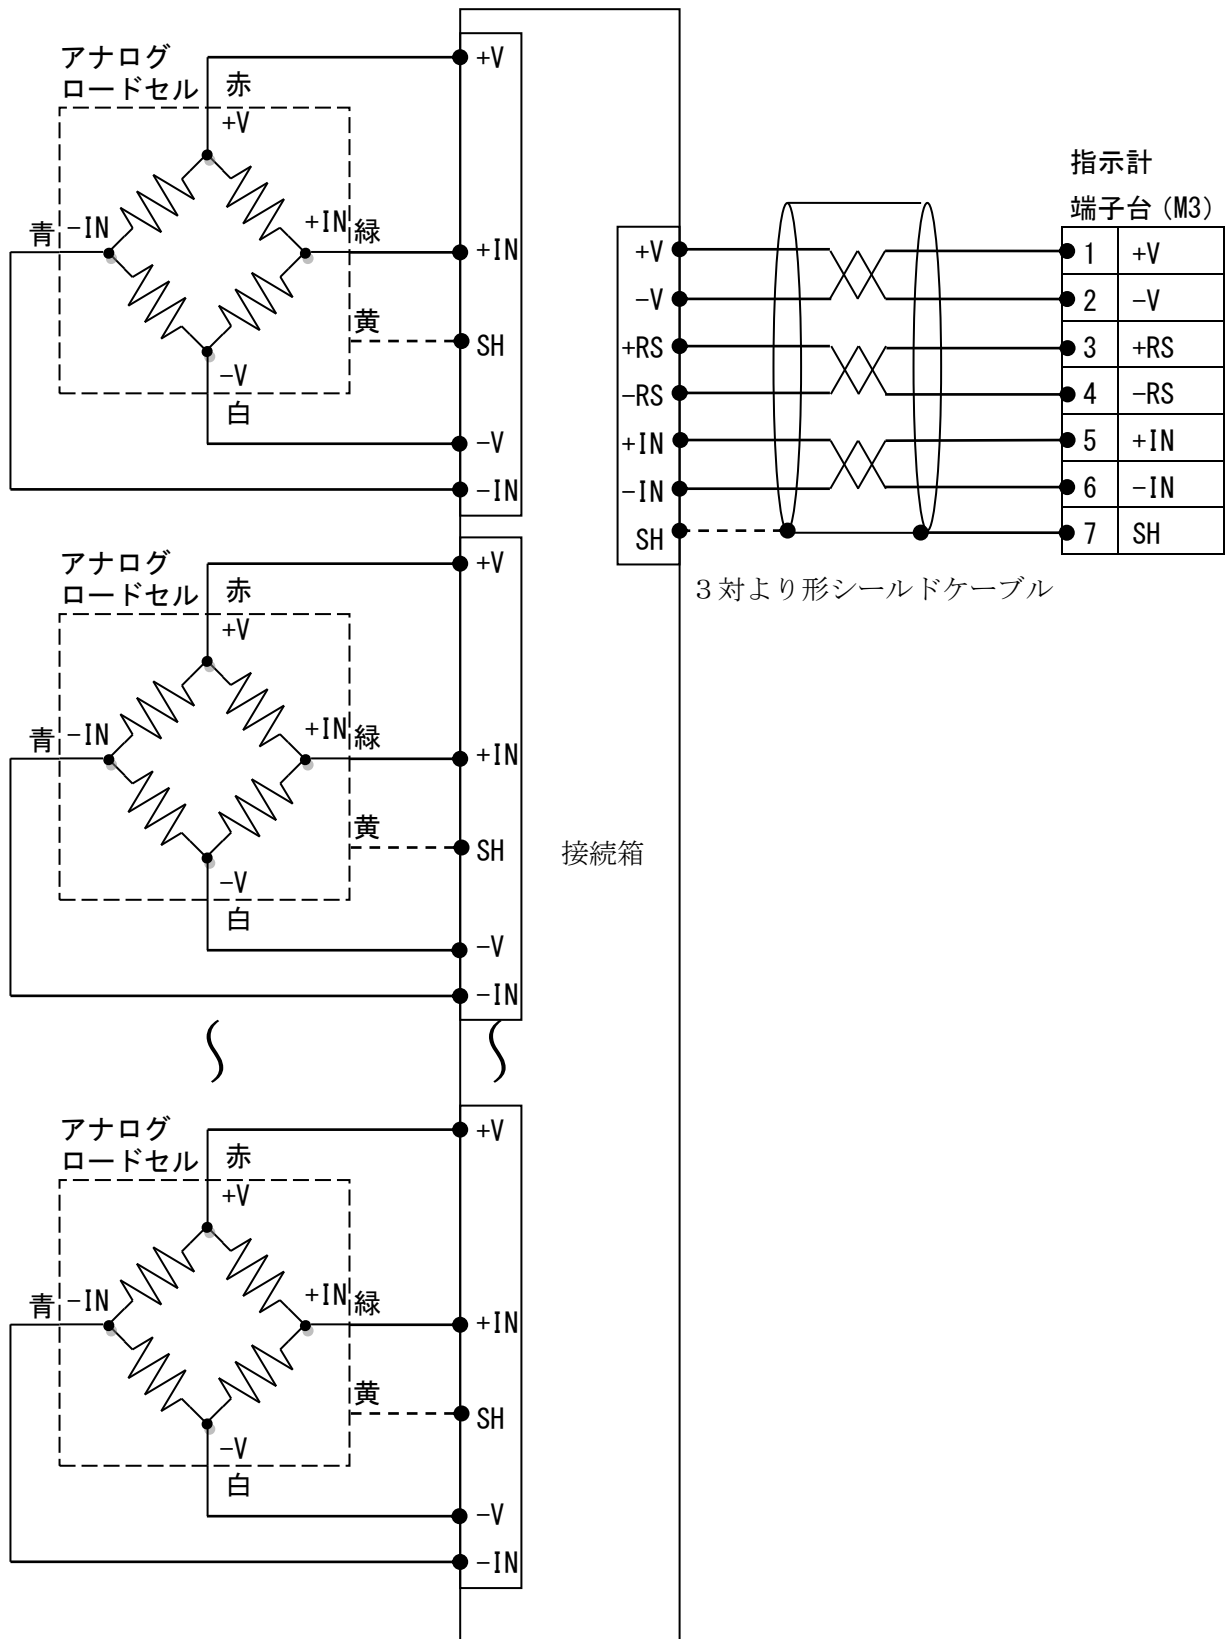 アナログ
ロードセル
赤
+V
+V
青
-IN
+IN
緑
+IN
黄
SH
-V
白
-V
-IN
アナログ
ロードセル
赤
+V
+V
青
-IN
+IN
緑
+IN
黄
SH
-V
白
-V
-IN
アナログ
ロードセル
赤
+V
+V
青
-IN
+IN
緑
+IN
黄
SH
-V
白
-V
-IN
接続箱
+V
-V
+RS
-RS
+IN
-IN
SH
3対より形シールドケーブル
指示計
端子台(M3)
1 +V
2 -V
3 +RS
4 -RS
5 +IN
6 -IN
7 SH